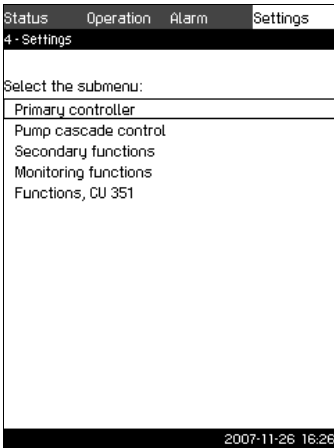 Status Operation Alarm Settings
4 - Settings
Select the submenu:
Primary controller
Pump cascade control
Secondary functions
Monitoring functions
Functions, CU 351
2007-11-26 16:26